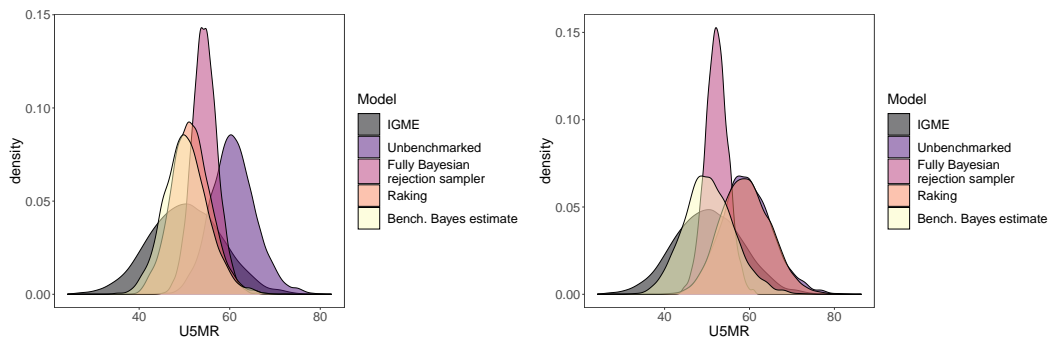 0.15
0.10
0.05
0.00
density
40
60
80
U5MR
Model
IGME
Unbenchmarked
Fully Bayesian
rejection sampler
Raking
Bench. Bayes estimate
0.15
0.10
0.05
0.00
density
40
60
80
U5MR
Model
IGME
Unbenchmarked
Fully Bayesian
rejection sampler
Raking
Bench. Bayes estimate